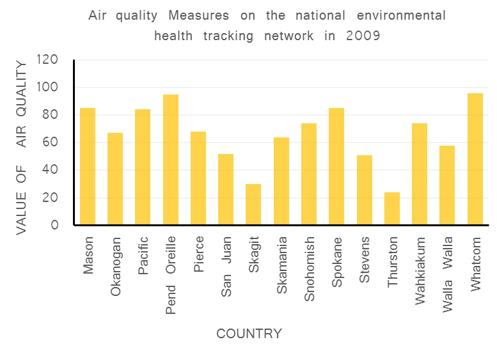 Air quality Measures on the national environmental
health tracking network in 2009
VALUE OF AIR QUALITY
120
100
80
60
40
20
0
Mason
Okanogan
Pacific
Pend Oreille
Pierce
San Juan
Skagit
Skamania
Snohomish
Spokane
Stevens
Thurston
Wahkiakum
Walla Walla
Whatcom
COUNTRY